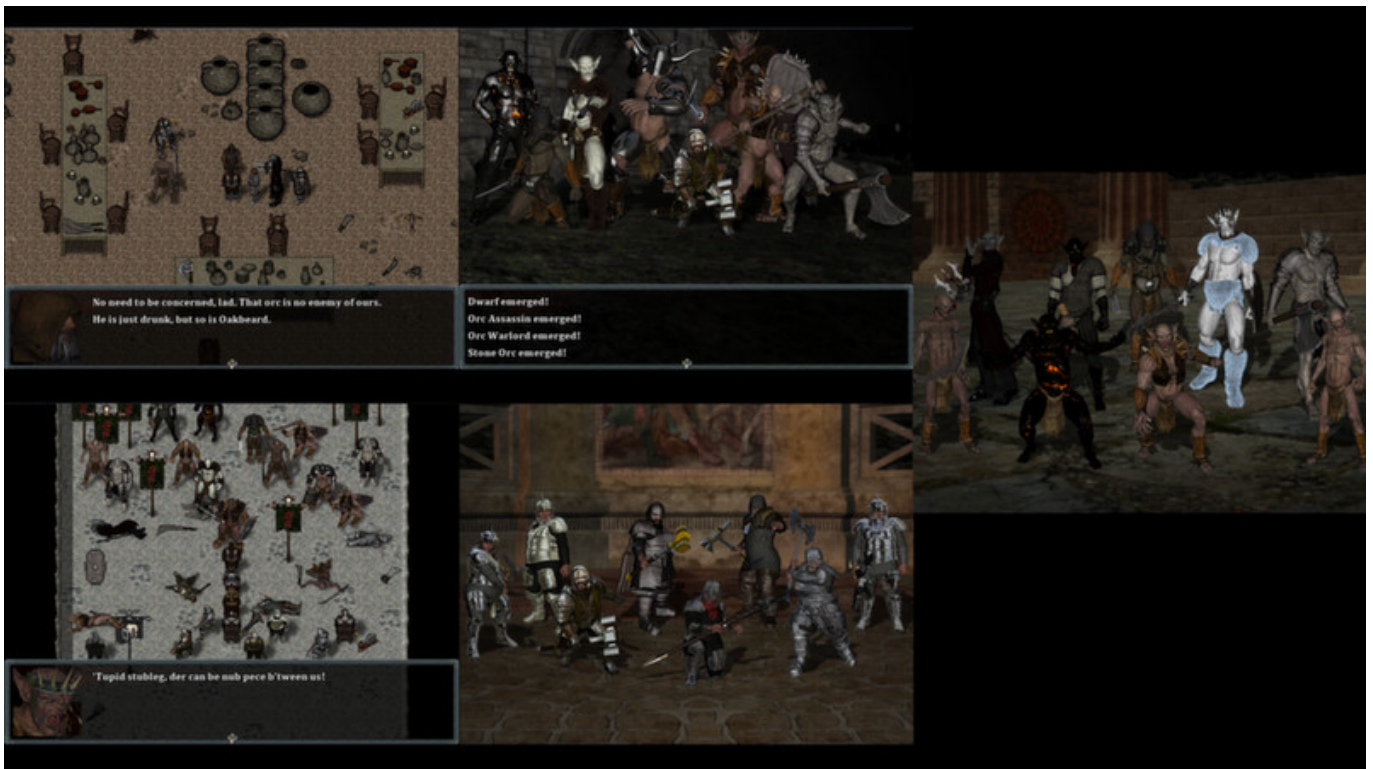 No need to be concerned, lad. That orc is no enemy of ours.
He is just drunk, but so is Oakbeard.
Dwarf emerged!
Orc Assassin emerged!
Orc Warlord emerged!
Stone Orc emerged!
'Tupid stubleg, der can be nub pece b'tween us!